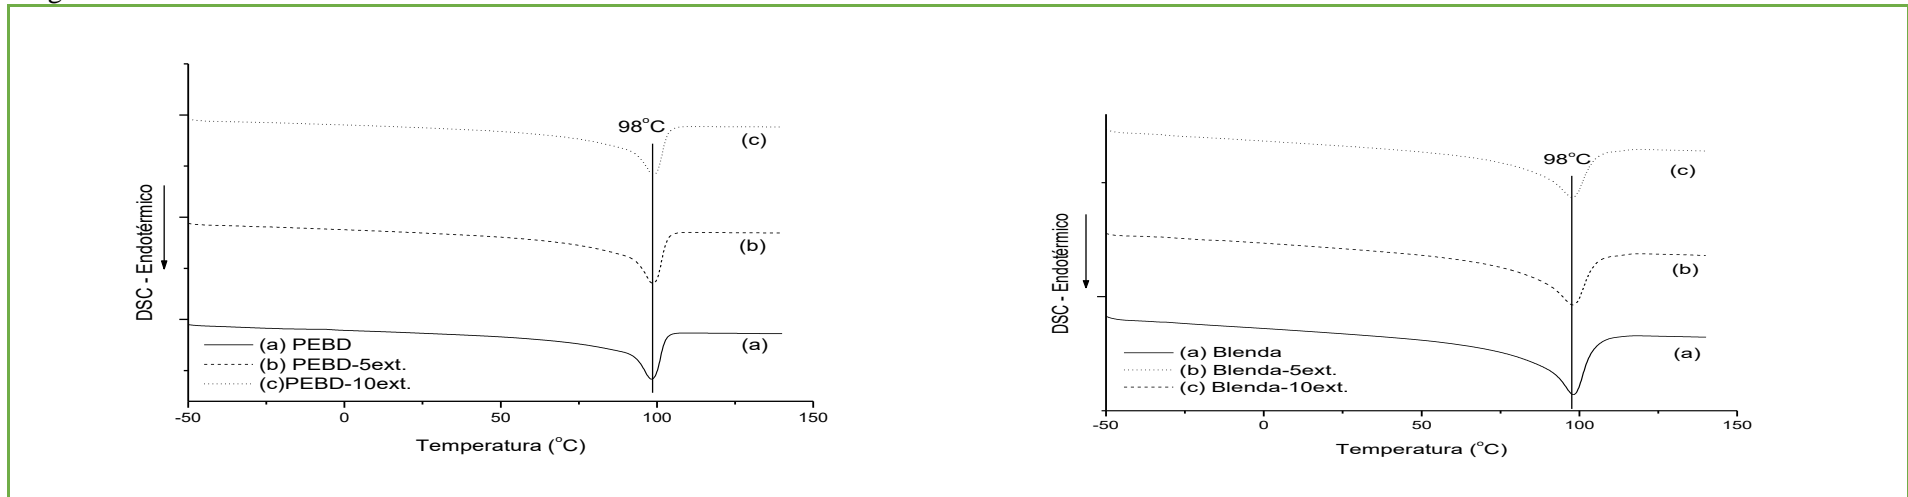 98°C
(c)
(b)
(a)
DSC - Endotérmico
(a) PEBD
(b) PEBD-5ext.
(c)PEBD-10ext.
-50
0
50
100
150
Temperatura (°C)
98°C
(c)
(b)
(a)
DSC - Endotérmico
(a) Blenda
(b) Blenda-5ext.
(c) Blenda-10ext.
-50
0
50
100
150
Temperatura (°C)